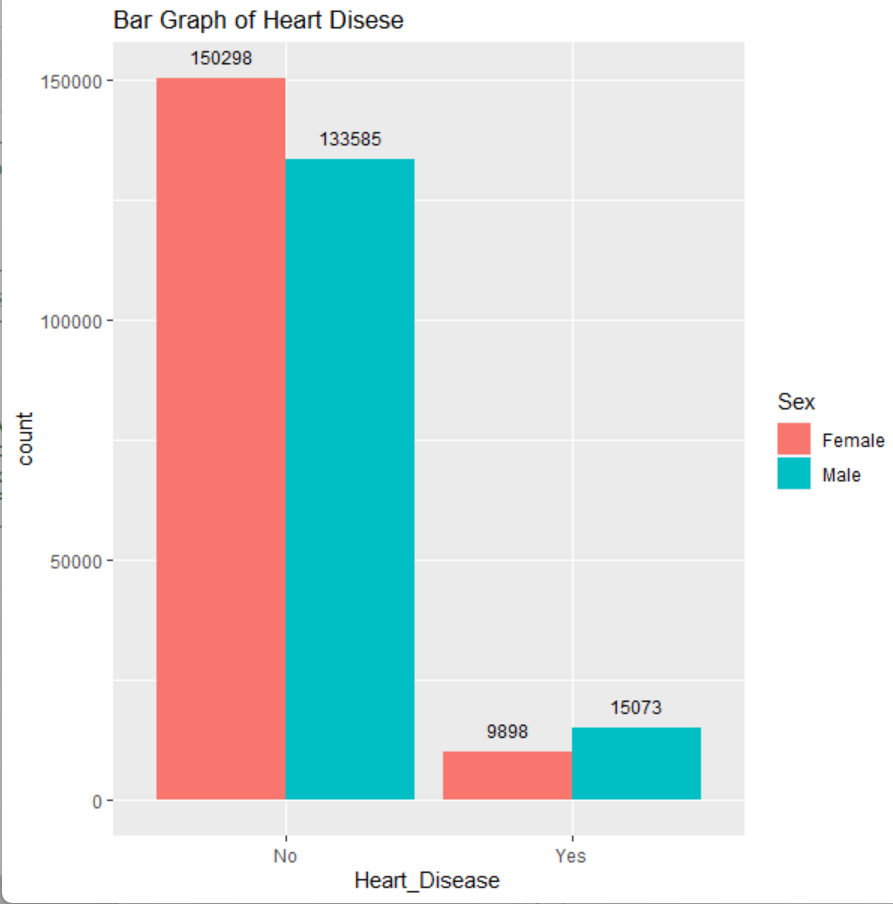 Bar Graph of Heart Disese
150298
150000
133585
100000
Sex
count
Female
Male
50000
15073
9898
0
No
Yes
Heart_Disease